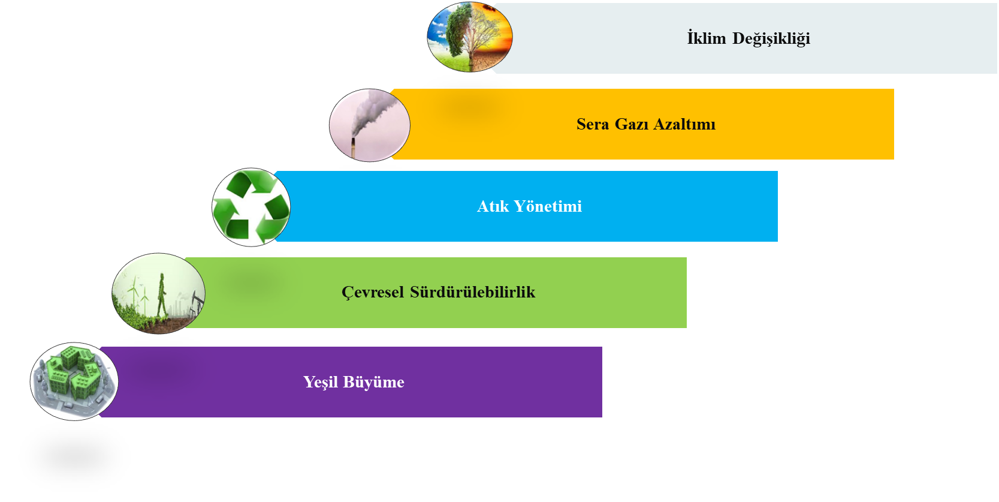 İklim Değişikliği
Sera Gazı Azaltımı
Atık Yönetimi
Çevresel Sürdürülebilirlik
Yeşil Büyüme